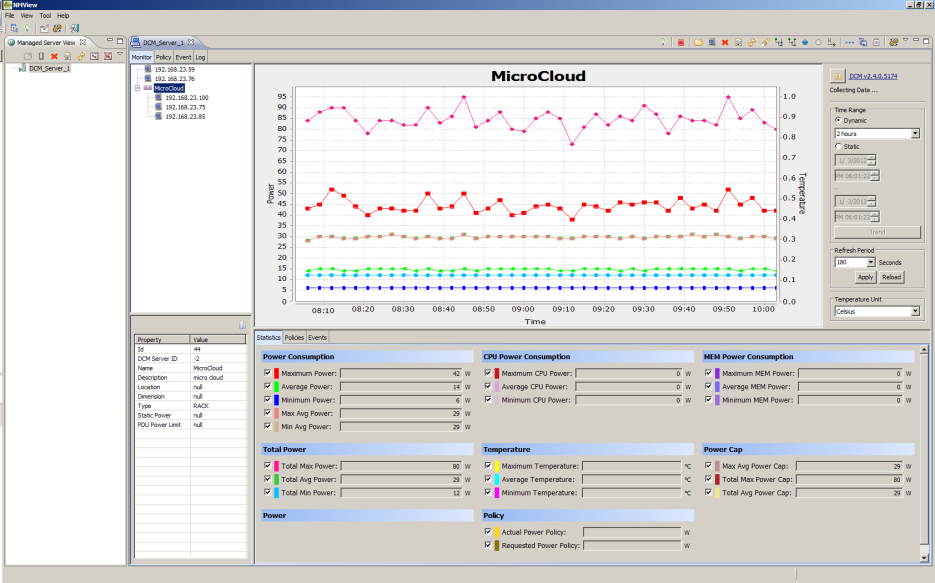 NHView
File View Tool Help
Managed Server View
DCM_Server_1
DCM_Server_1
Monitor Policy Event Log
192.168.23.59
192.168.23.76
MicroCloud
192.168.23.100
192.168.23.75
192.168.23.85
MicroCloud
Power
95
90
85
80
75
70
65
60
55
50
45
40
35
30
25
20
15
10
5
0
1.0
0.9
0.8
0.7
0.6
0.5
0.4
0.3
0.2
0.1
0.0
Temperature
08:10 08:20 08:30 08:40 08:50 09:00 09:10 09:20 09:30 09:40 09:50 10:00
Time
DCM v2.4.0.5174
Collecting Data ...
Time Range
Dynamic
2 hours
Static
1/ 3/2012
PM 06:01:22
--
1/ 3/2012
PM 06:01:22
Trend
Refresh Period
180 Seconds
Apply Reload
Temperature Unit
Celsius
Property Value
Id 44
DCM Server ID -2
Name MicroCloud
Description micro cloud
Location null
Dimension null
Type RACK
Static Power null
PDU Power Limit null
Statistics Policies Events
Power Consumption
Maximum Power: 42 W
Average Power: 14 W
Minimum Power: 6 W
Max Avg Power: 29 W
Min Avg Power: 29 W
CPU Power Consumption
Maximum CPU Power: 0 W
Average CPU Power: 0 W
Minimum CPU Power: 0 W
MEM Power Consumption
Maximum MEM Power: 0 W
Average MEM Power: 0 W
Minimum MEM Power: 0 W
Total Power
Total Max Power: 80 W
Total Avg Power: 29 W
Total Min Power: 12 W
Temperature
Maximum Temperature: °C
Average Temperature: °C
Minimum Temperature: °C
Power Cap
Max Avg Power Cap: 29 W
Total Max Power Cap: 80 W
Total Avg Power Cap: 29 W
Power
Policy
Actual Power Policy: W
Requested Power Policy: W